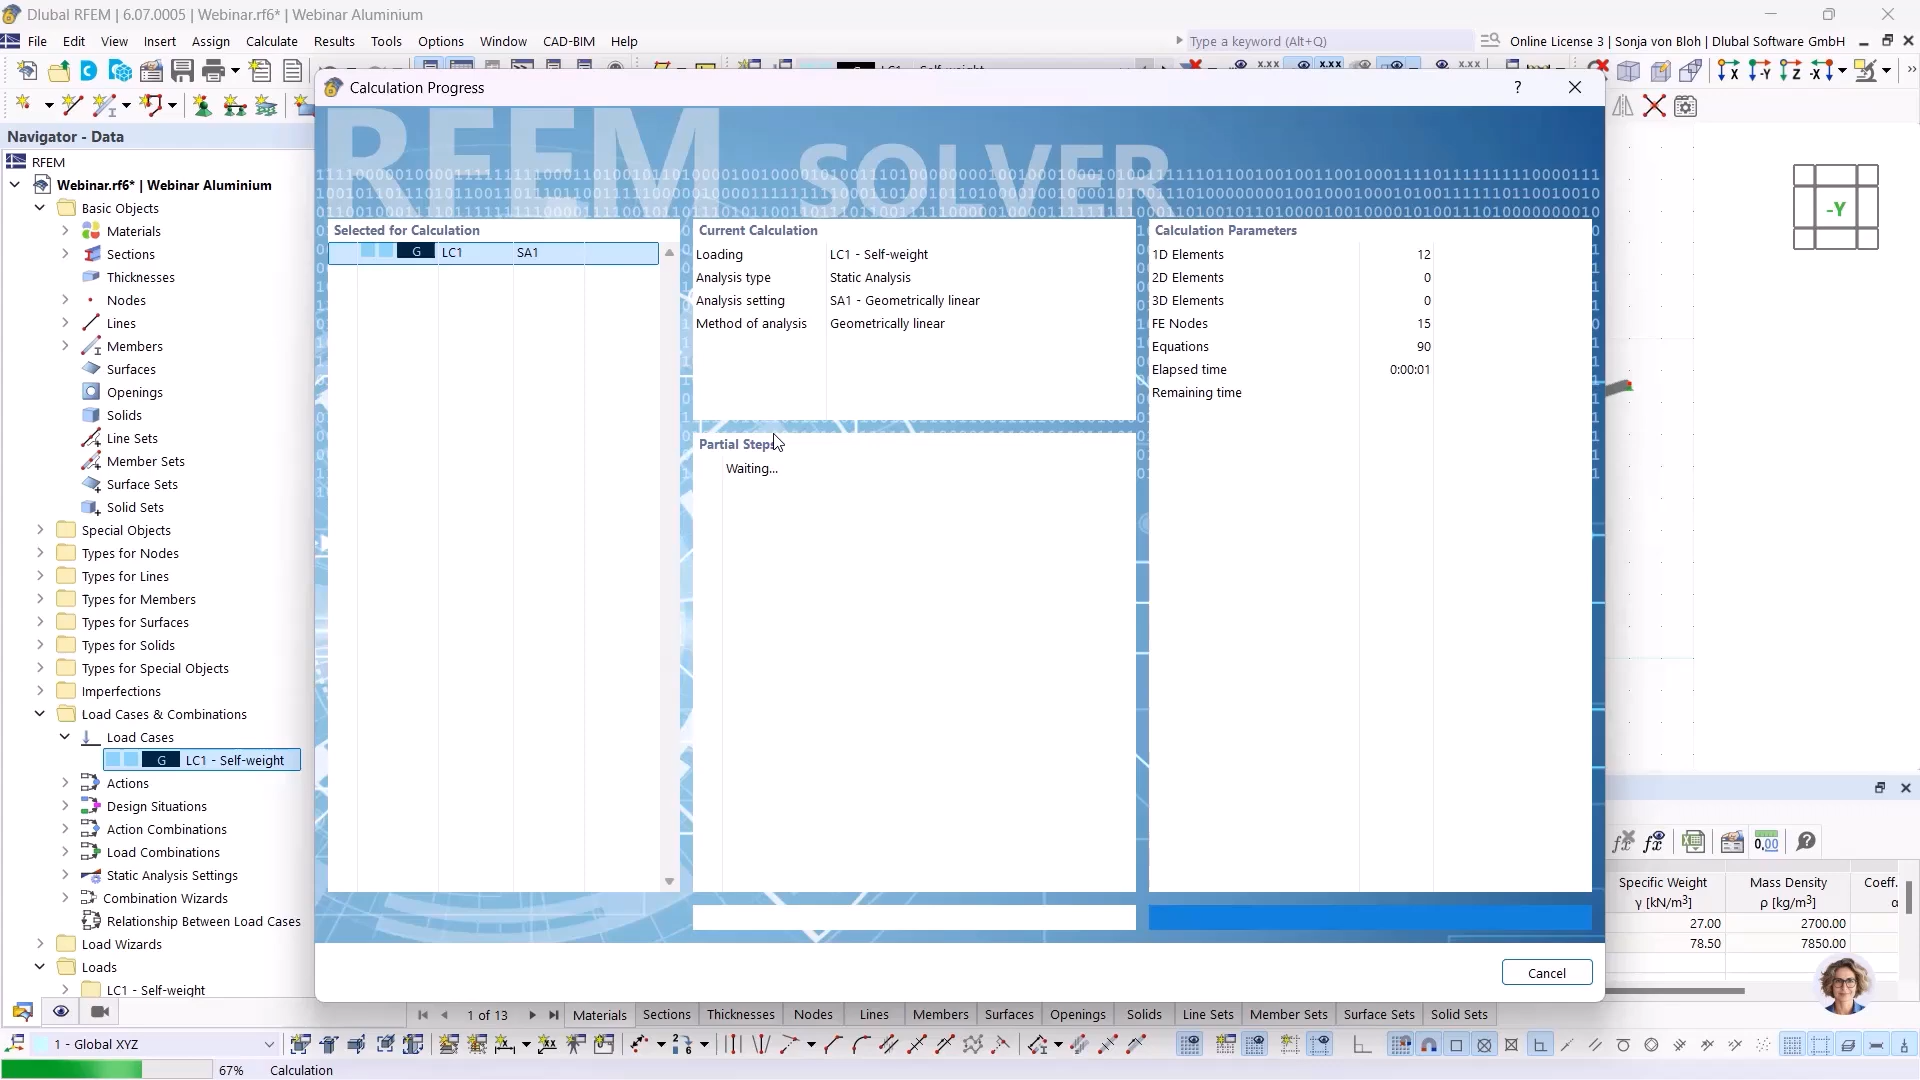 Dlubal RFEM | 6.07.0005 | Webinar.rf6* | Webinar Aluminium
File Edit View Insert Assign Calculate Results Tools Options Window CAD-BIM Help
Type a keyword (Alt+Q)
Online License 3 | Sonja von Bloh | Dlubal Software GmbH
Calculation Progress
?
Navigator - Data
RFEM
Webinar.rf6* | Webinar Aluminium
Basic Objects
Materials
Sections
Thicknesses
Nodes
Lines
Members
Surfaces
Openings
Solids
Line Sets
Member Sets
Surface Sets
Solid Sets
Special Objects
Types for Nodes
Types for Lines
Types for Members
Types for Surfaces
Types for Solids
Types for Special Objects
Imperfections
Load Cases & Combinations
Load Cases
G LC1 - Self-weight
Actions
Design Situations
Action Combinations
Load Combinations
Static Analysis Settings
Combination Wizards
Relationship Between Load Cases
Load Wizards
Loads
LC1 - Self-weight
RFEM SOLVER
Selected for Calculation
G LC1 SA1
Current Calculation
Loading LC1 - Self-weight
Analysis type Static Analysis
Analysis setting SA1 - Geometrically linear
Method of analysis Geometrically linear
Partial Steps
Waiting...
Calculation Parameters
1D Elements 12
2D Elements 0
3D Elements 0
FE Nodes 15
Equations 90
Elapsed time 0:00:01
Remaining time
Cancel
-Y
Specific Weight Mass Density Coeff.
γ [kN/m³] ρ [kg/m³] α
27.00 2700.00
78.50 7850.00
1 of 13 Materials Sections Thicknesses Nodes Lines Members Surfaces Openings Solids Line Sets Member Sets Surface Sets Solid Sets
1 - Global XYZ
67% Calculation